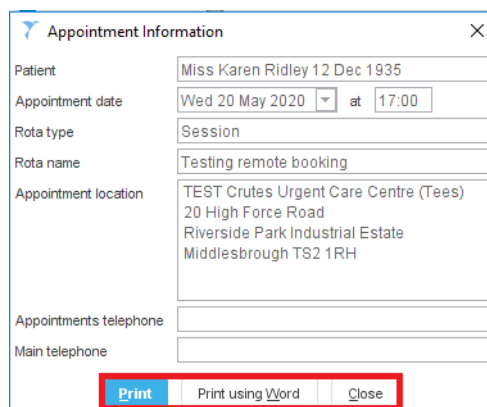 Appointment Information
Patient Miss Karen Ridley 12 Dec 1935
Appointment date Wed 20 May 2020 at 17:00
Rota type Session
Rota name Testing remote booking
Appointment location TEST Crutes Urgent Care Centre (Tees)
20 High Force Road
Riverside Park Industrial Estate
Middlesbrough TS2 1RH
Appointments telephone
Main telephone
Print Print using Word Close